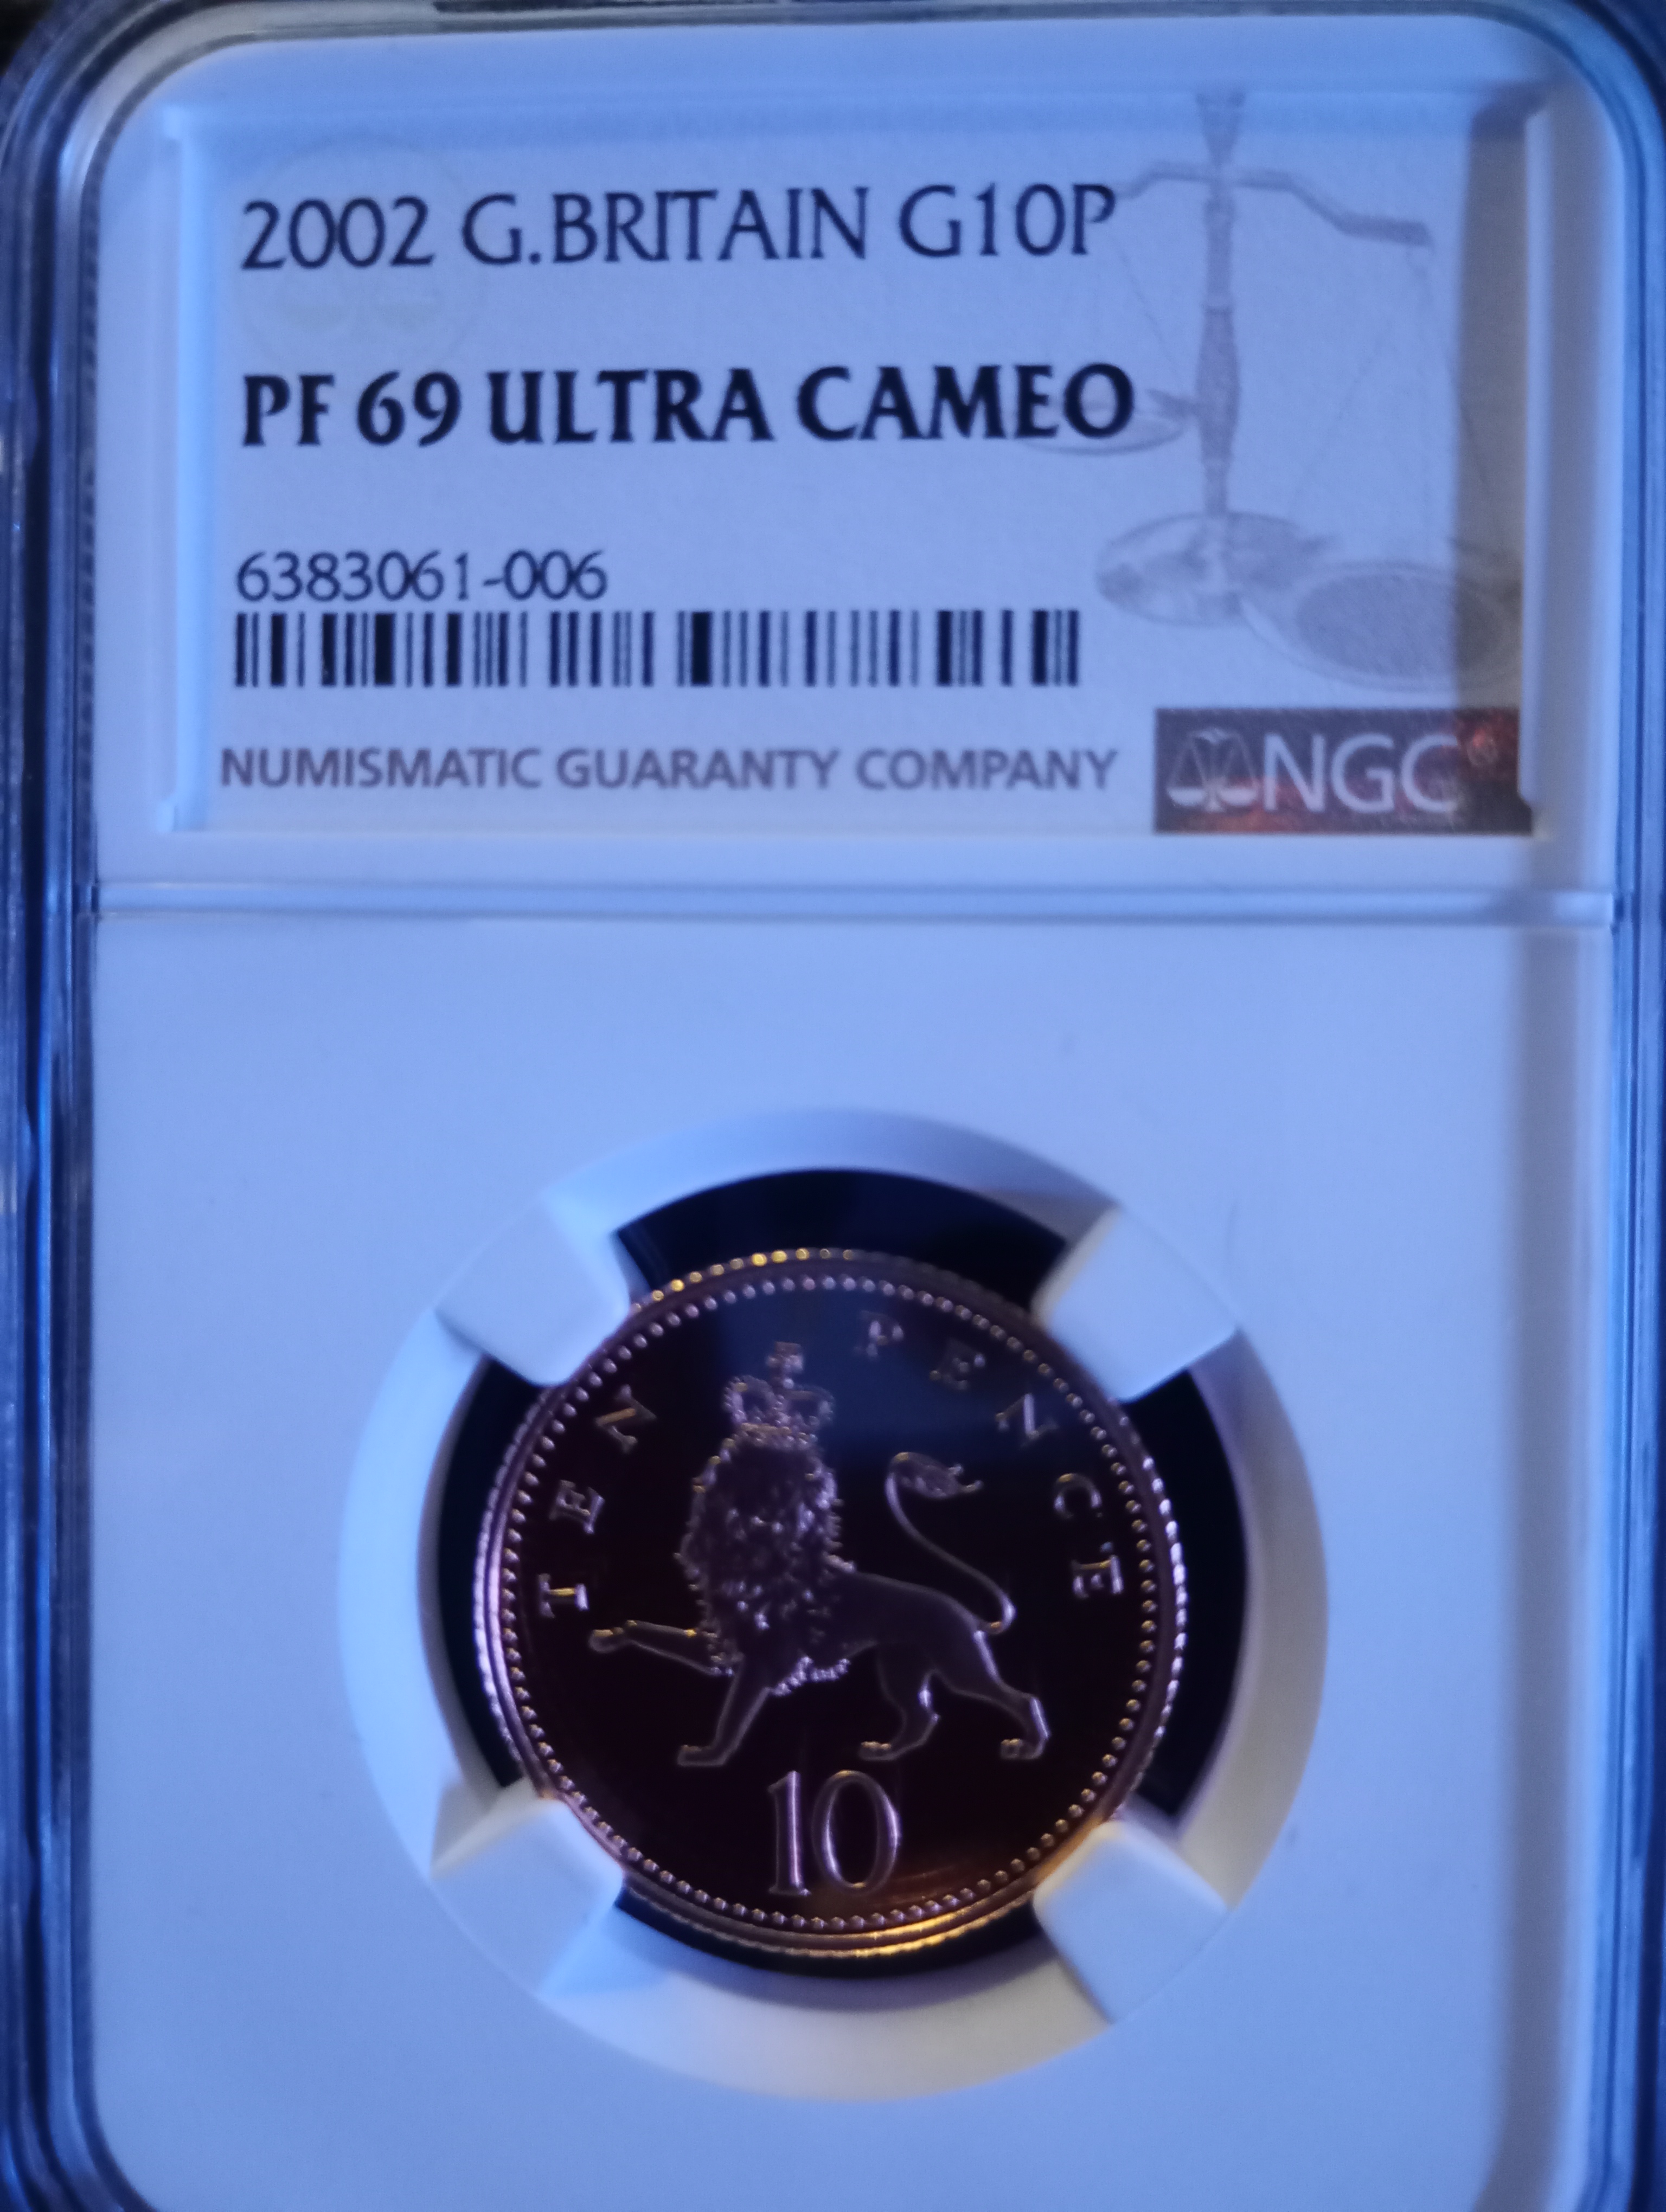 2002 G.BRITAIN G10P
PF 69 ULTRA CAMEO
6383061-006
NUMISMATIC GUARANTY COMPANY
NGC®
TEN PENCE
10